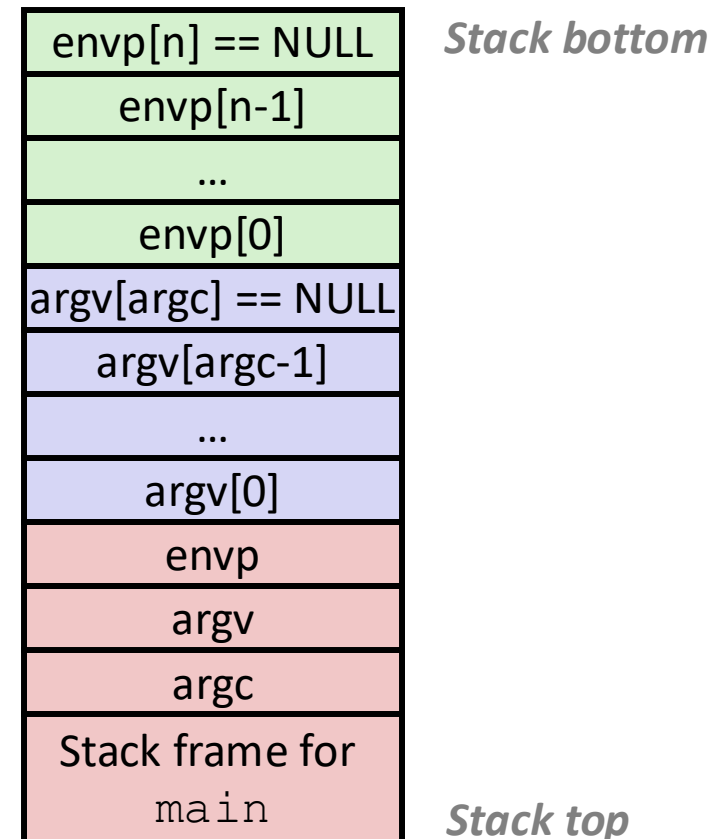 envp[n] == NULL Stack bottom
envp[n-1]
…
envp[0]
argv[argc] == NULL
argv[argc-1]
…
argv[0]
envp
argv
argc
Stack frame for
main Stack top